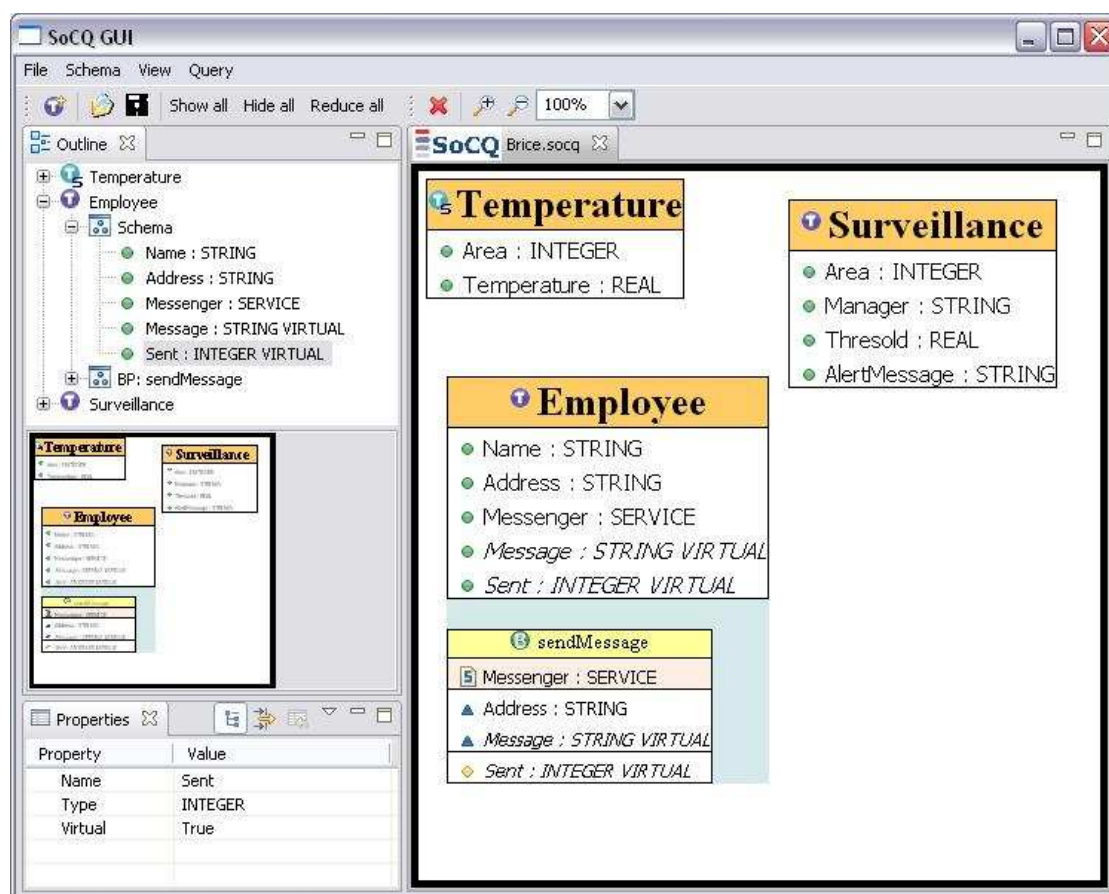 SoCQ GUI
File Schema View Query
Show all Hide all Reduce all 100%
Outline
Temperature
Employee
Schema
Name : STRING
Address : STRING
Messenger : SERVICE
Message : STRING VIRTUAL
Sent : INTEGER VIRTUAL
BP: sendMessage
Surveillance
Temperature
Surveillance
Employee
Properties
Property Value
Name Sent
Type INTEGER
Virtual True
SoCQ Brice.socq
Temperature
Area : INTEGER
Temperature : REAL
Surveillance
Area : INTEGER
Manager : STRING
Thresold : REAL
AlertMessage : STRING
Employee
Name : STRING
Address : STRING
Messenger : SERVICE
Message : STRING VIRTUAL
Sent : INTEGER VIRTUAL
B sendMessage
S Messenger : SERVICE
Address : STRING
Message : STRING VIRTUAL
Sent : INTEGER VIRTUAL